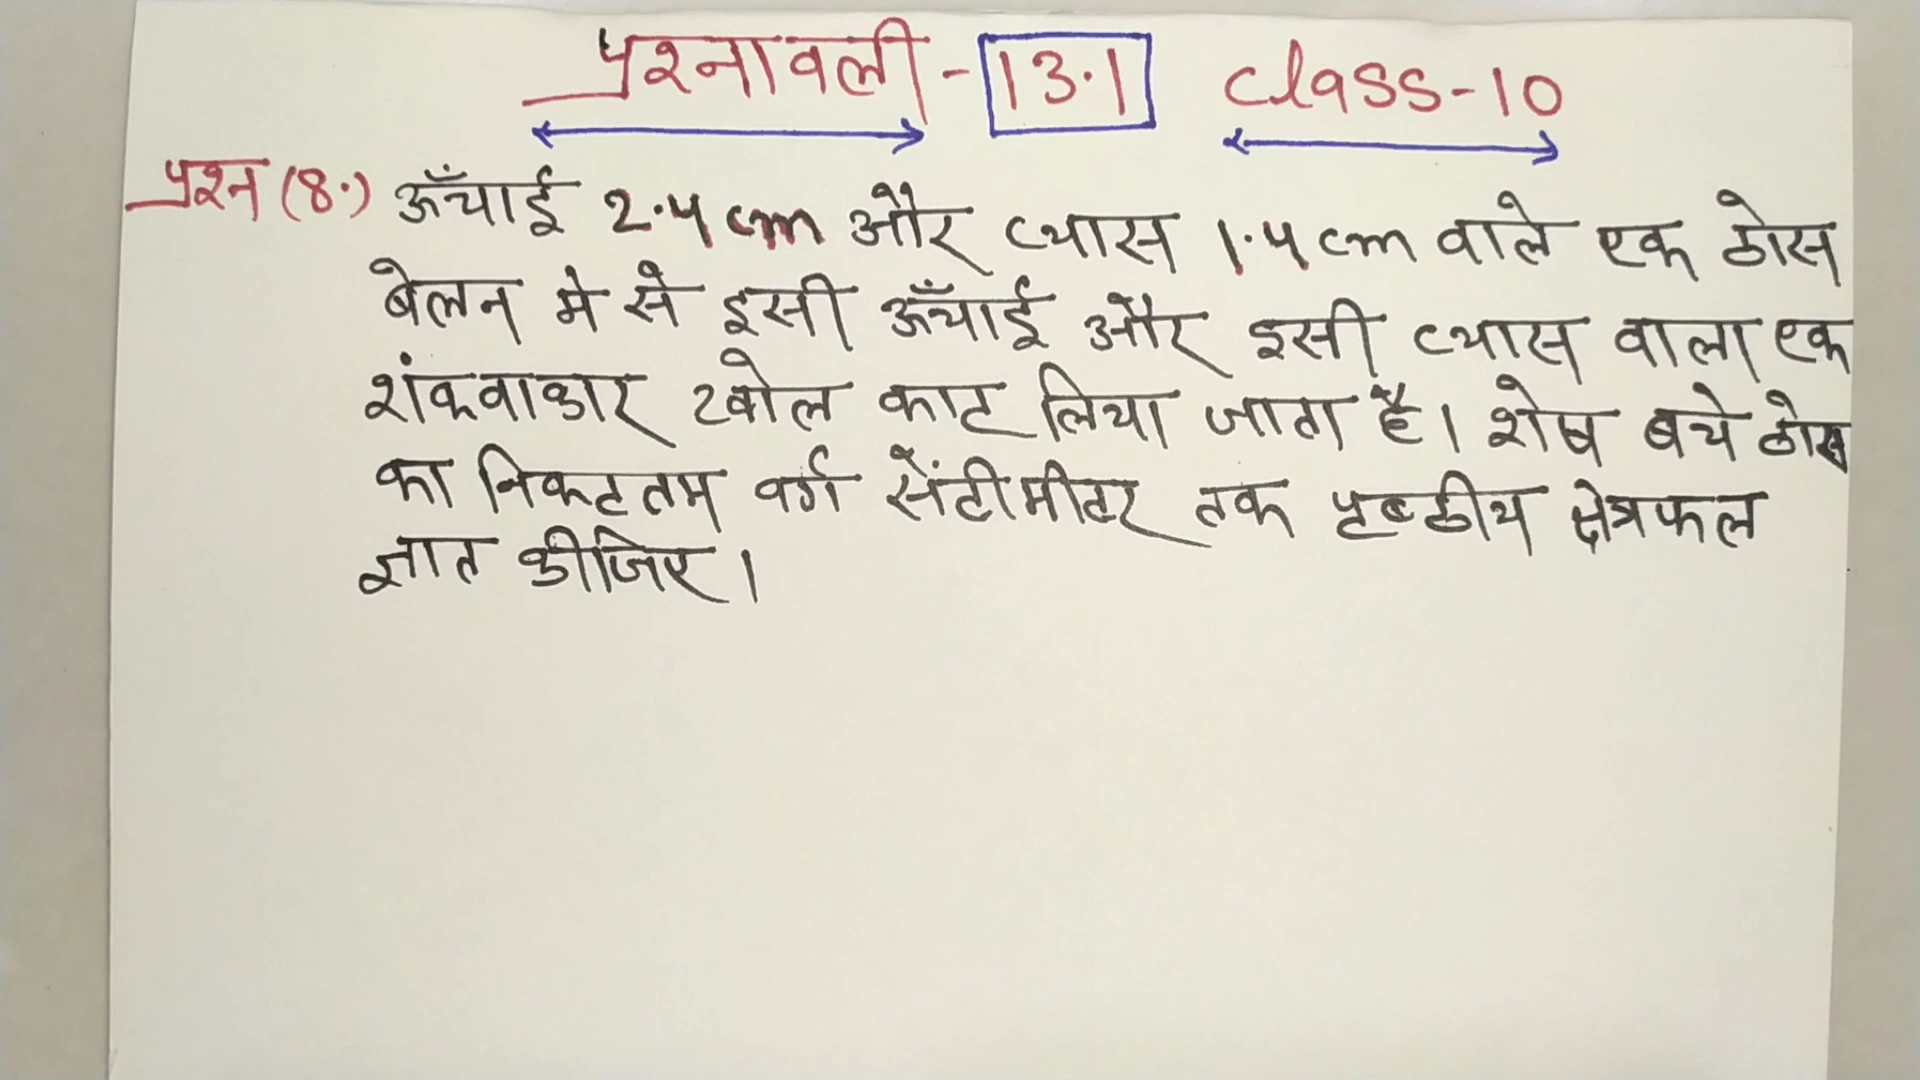 प्रश्नावली - 13.1 Class-10
प्रश्न (8.) ऊँचाई 2.4 cm और व्यास 1.4 cm वाले एक ठोस
बेलन मे से इसी ऊँचाई और इसी व्यास वाला एक
शंकवाकार खोल काट लिया जाता है। शेष बचे ठोस
का निकटतम वर्ग सेंटीमीटर तक पृष्ठीय क्षेत्रफल
ज्ञात कीजिए।